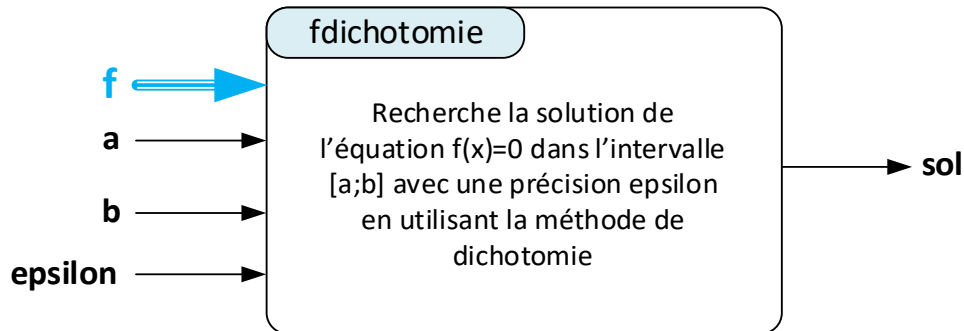 fdichotomie
f
a
b
epsilon
Recherche la solution de
l’équation f(x)=0 dans l’intervalle
[a;b] avec une précision epsilon
en utilisant la méthode de
dichotomie
sol